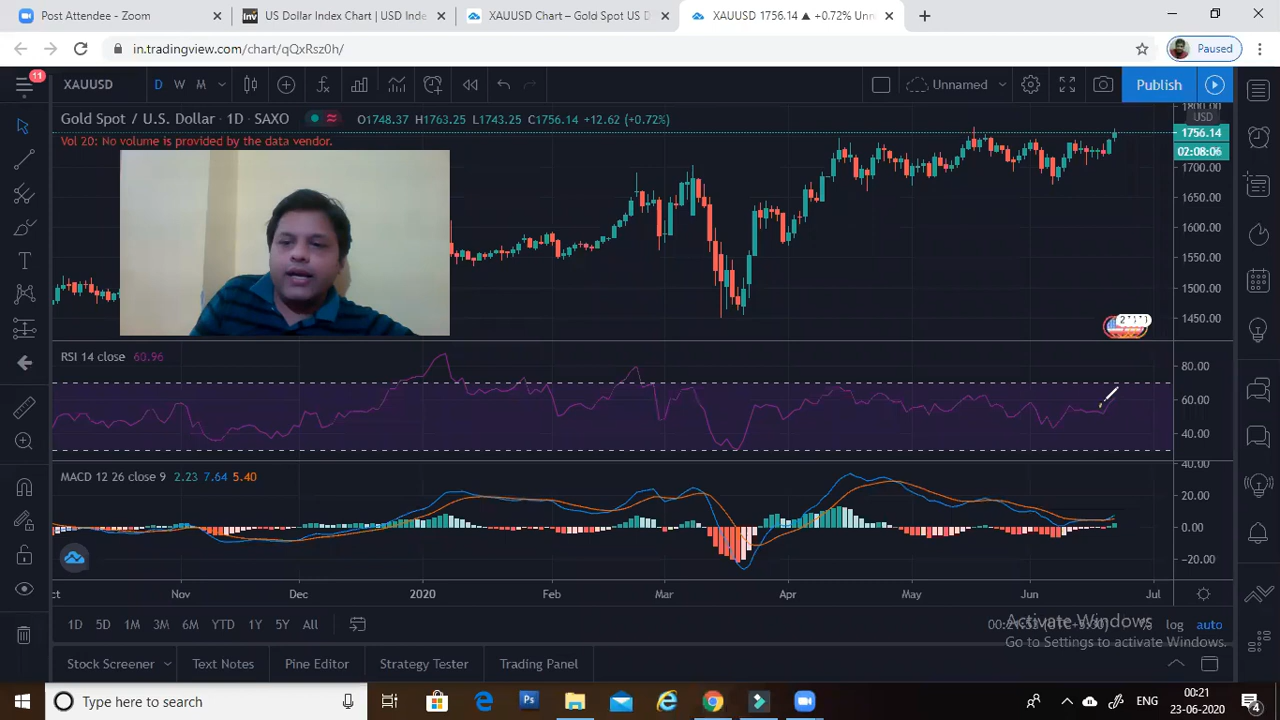 Post Attendee - Zoom
US Dollar Index Chart | USD Index
XAUUSD Chart – Gold Spot US D
XAUUSD 1756.14 ▲ +0.72% Unn
in.tradingview.com/chart/qQxRsz0h/
Paused
11
XAUUSD
D W M
Unnamed
Publish
Gold Spot / U.S. Dollar · 1D · SAXO
O1748.37 H1763.25 L1743.25 C1756.14 +12.62 (+0.72%)
Vol 20: No volume is provided by the data vendor.
1800.00
USD
1756.14
02:08:06
1700.00
1650.00
1600.00
1550.00
1500.00
1450.00
RSI 14 close 60.96
80.00
60.00
40.00
MACD 12 26 close 9 2.23 7.64 5.40
40.00
20.00
0.00
−20.00
Nov Dec 2020 Feb Mar Apr May Jun Jul
1D 5D 1M 3M 6M YTD 1Y 5Y All
% log auto
Activate Windows
Go to Settings to activate Windows.
Stock Screener
Text Notes
Pine Editor
Strategy Tester
Trading Panel
Type here to search
ENG
00:21
23-06-2020
4